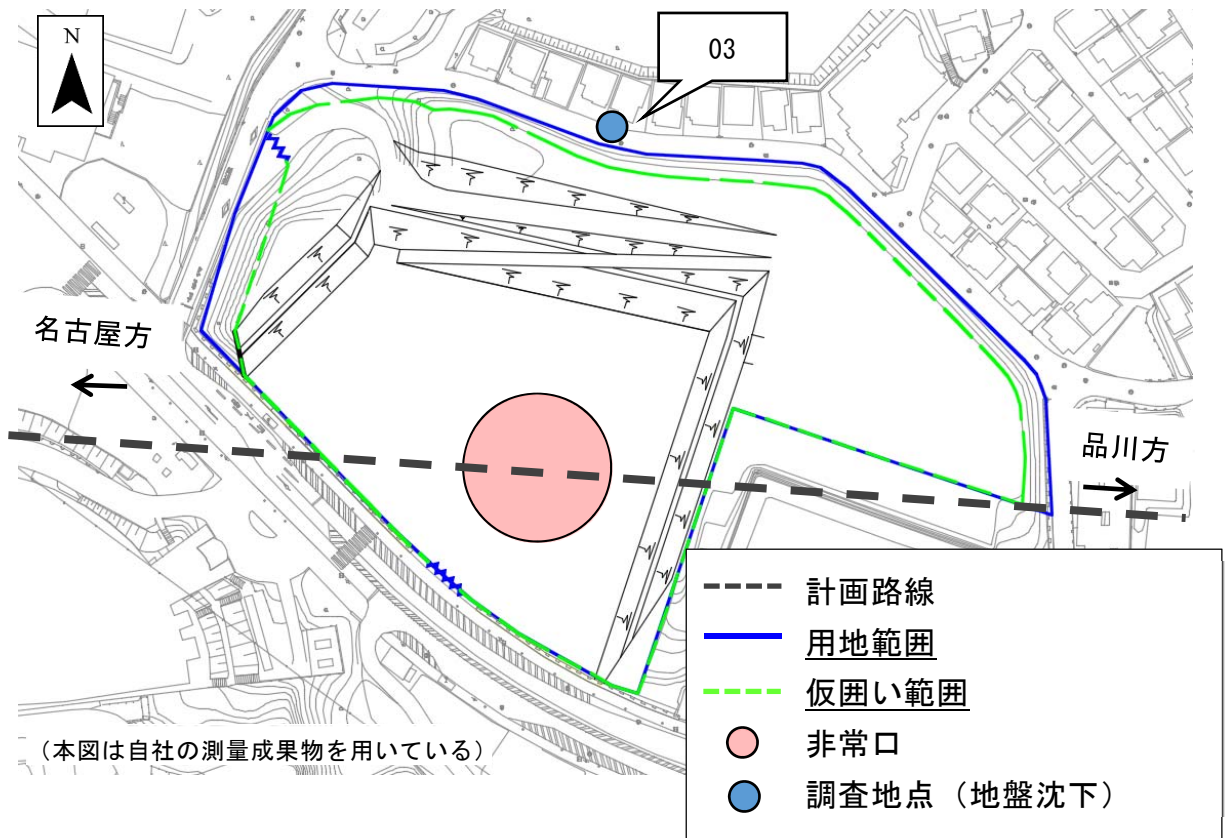 N
03
名古屋方
品川方
計画路線
用地範囲
仮囲い範囲
非常口
調査地点(地盤沈下)
(本図は自社の測量成果物を用いている)